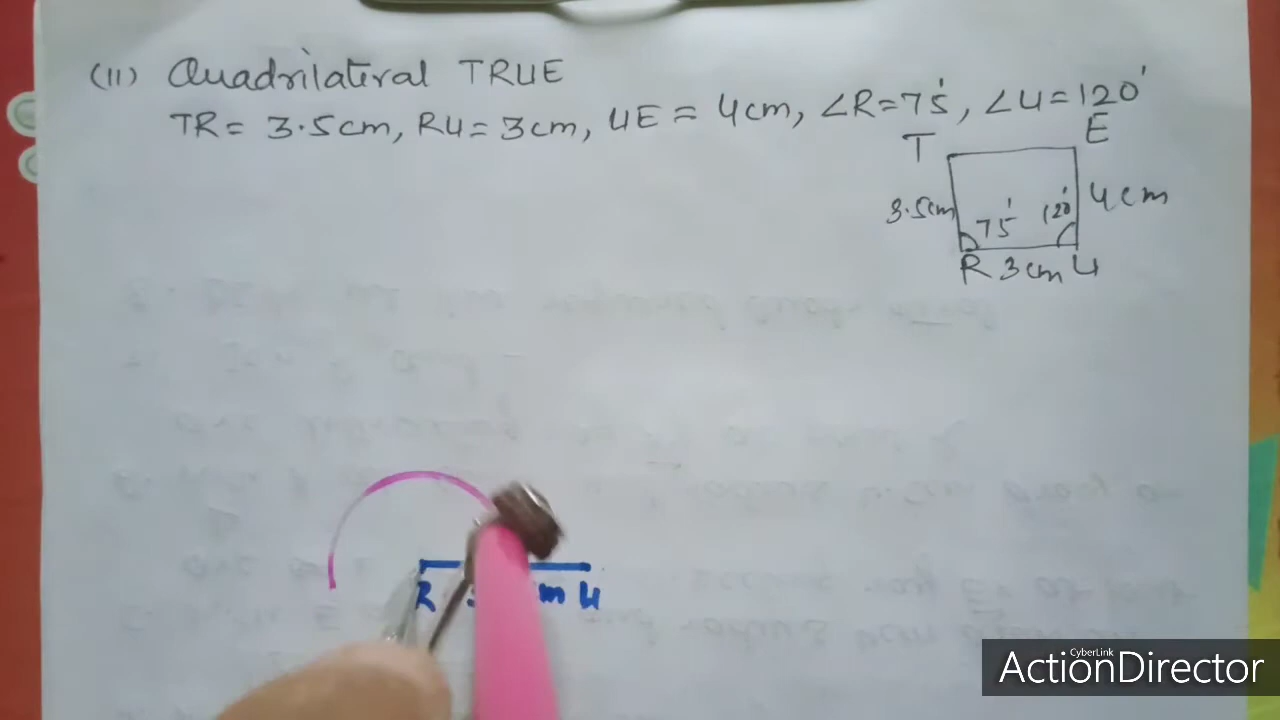 (11) Quadrilateral TRUE
TR = 3.5cm, RU = 3cm, UE = 4cm, ∠R = 75°, ∠U = 120°
T E
3.5cm 75° 120° 4cm
R 3cm U
R m U
CyberLink
ActionDirector